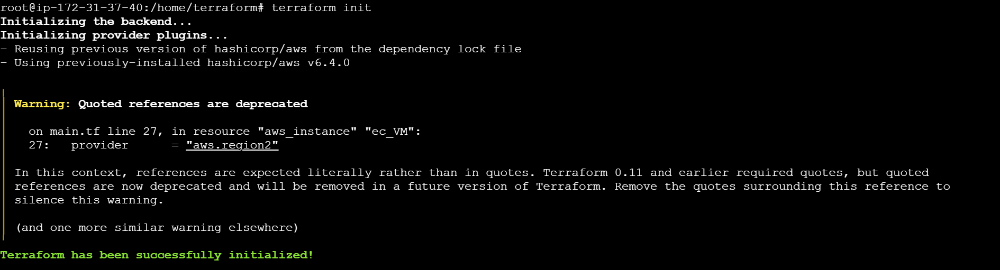 root@ip-172-31-37-40:/home/terraform# terraform init
Initializing the backend...
Initializing provider plugins...
- Reusing previous version of hashicorp/aws from the dependency lock file
- Using previously-installed hashicorp/aws v6.4.0
Warning: Quoted references are deprecated
on main.tf line 27, in resource "aws_instance" "ec_VM":
27:   provider      = "aws.region2"
In this context, references are expected literally rather than in quotes. Terraform 0.11 and earlier required quotes, but quoted
references are now deprecated and will be removed in a future version of Terraform. Remove the quotes surrounding this reference to
silence this warning.
(and one more similar warning elsewhere)
Terraform has been successfully initialized!